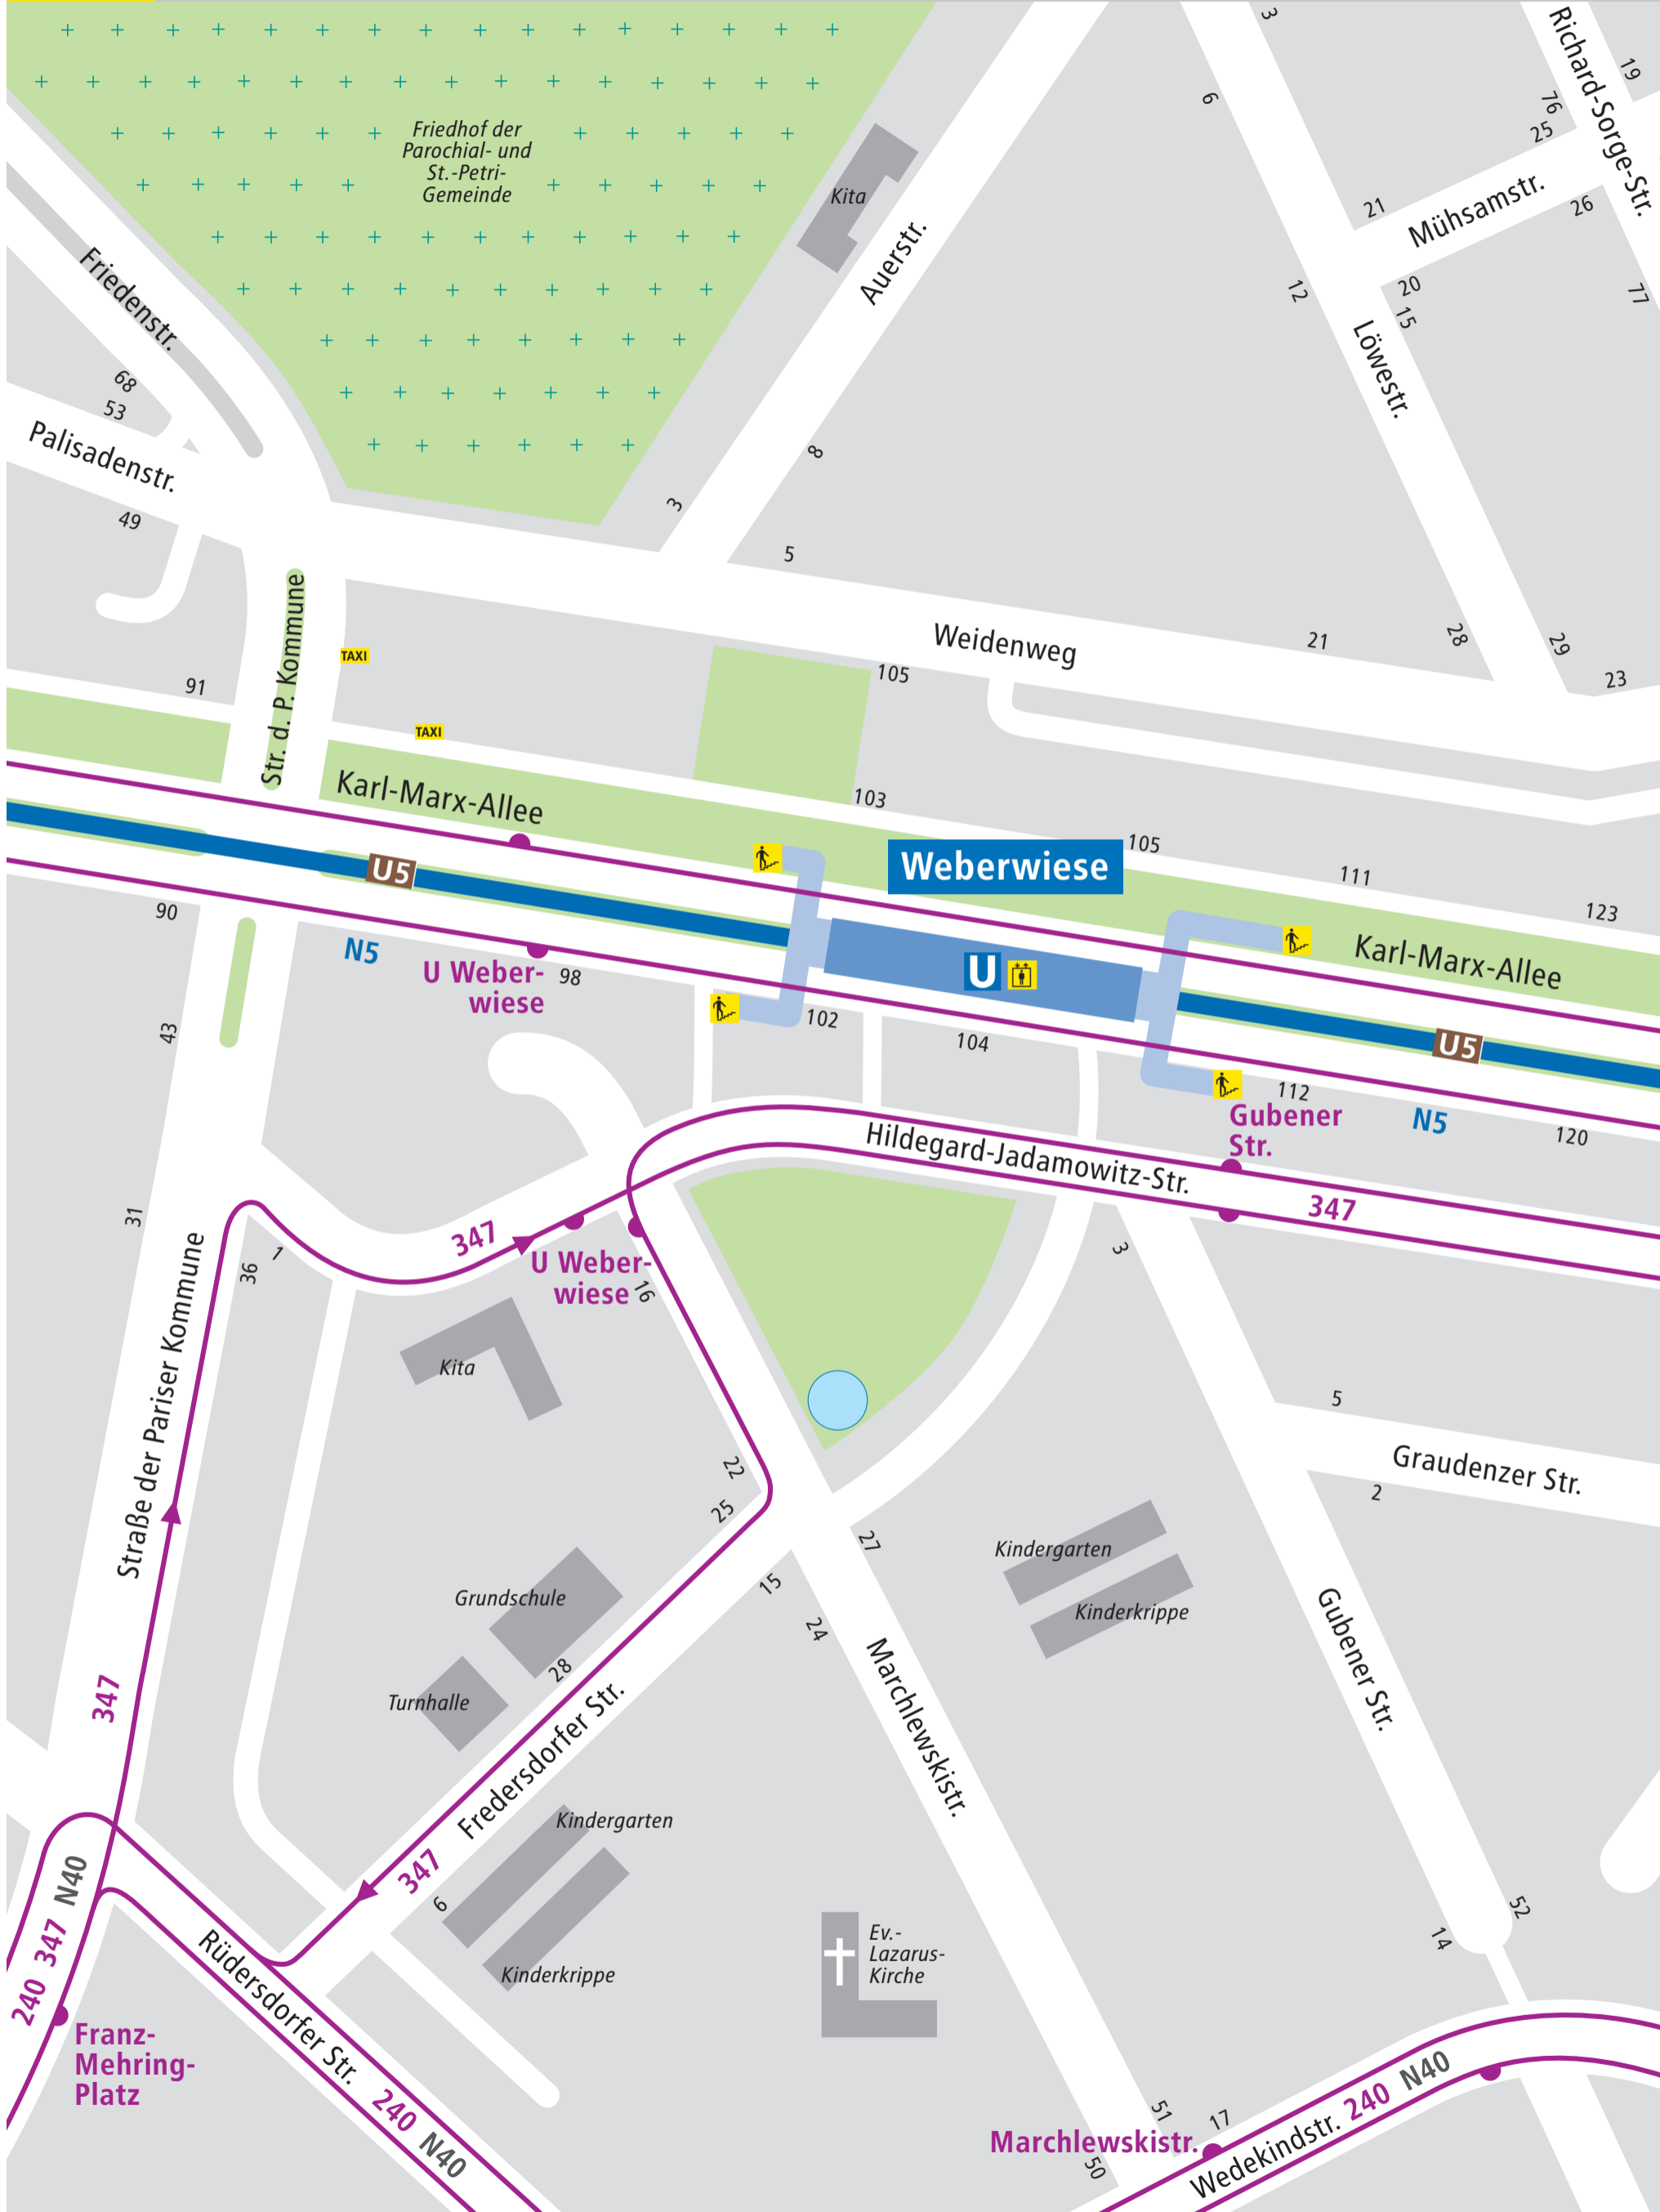 3
Richard-Sorge-Str.
19
6
76
25
Friedhof der
Parochial- und
St.-Petri-
Gemeinde
Kita
21
Mühsamstr.
26
Auerstr.
Friedenstr.
12
20
15
77
Löwestr.
68
53
Palisadenstr.
8
3
49
5
Str. d. P. Kommune
Weidenweg
21
28
29
TAXI
105
23
91
TAXI
Karl-Marx-Allee
103
105
Weberwiese
111
U5
90
123
N5
Karl-Marx-Allee
U Weber-
wiese
98
U
102
104
43
U5
112
Gubener
Str.
N5
120
Hildegard-Jadamowitz-Str.
347
31
347
1
36
U Weber-
wiese
16
3
Straße der Pariser Kommune
Kita
5
Graudenzer Str.
22
25
2
27
Kindergarten
Grundschule
15
Kinderkrippe
24
28
Gubener Str.
Marchlewskistr.
347
Turnhalle
Fredersdorfer Str.
Kindergarten
347
6
N40
347
240
52
14
Ev.-
Lazarus-
Kirche
Kinderkrippe
Rüdersdorfer Str.
Franz-
Mehring-
Platz
240
N40
N40
240
51
17
Marchlewskistr.
Wedekindstr.
50